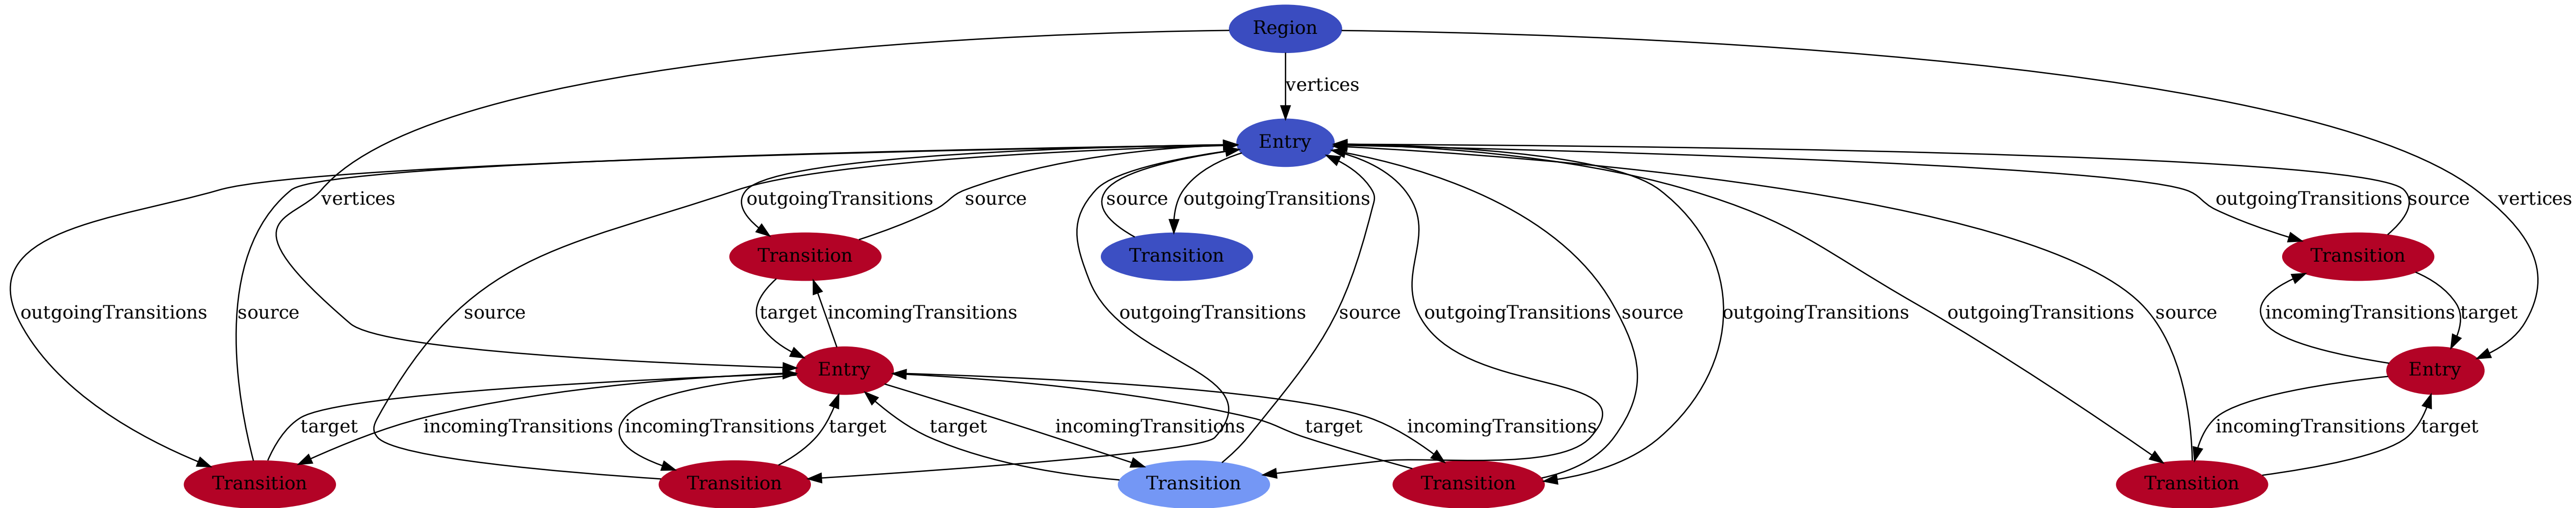 Region
vertices
Entry
vertices
outgoingTransitions
source
source
outgoingTransitions
outgoingTransitions
source
vertices
Transition
Transition
Transition
outgoingTransitions
source
source
target
incomingTransitions
outgoingTransitions
source
outgoingTransitions
source
outgoingTransitions
outgoingTransitions
source
incomingTransitions
target
Entry
Entry
target
incomingTransitions
incomingTransitions
target
target
incomingTransitions
target
incomingTransitions
incomingTransitions
target
Transition
Transition
Transition
Transition
Transition